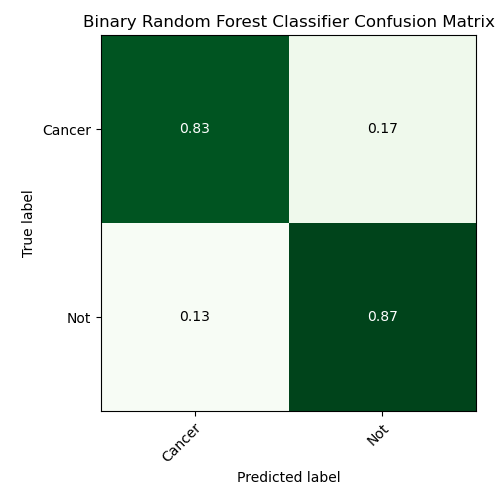 Binary Random Forest Classifier Confusion Matrix
True label
Cancer
0.83
0.17
Not
0.13
0.87
Cancer
Not
Predicted label